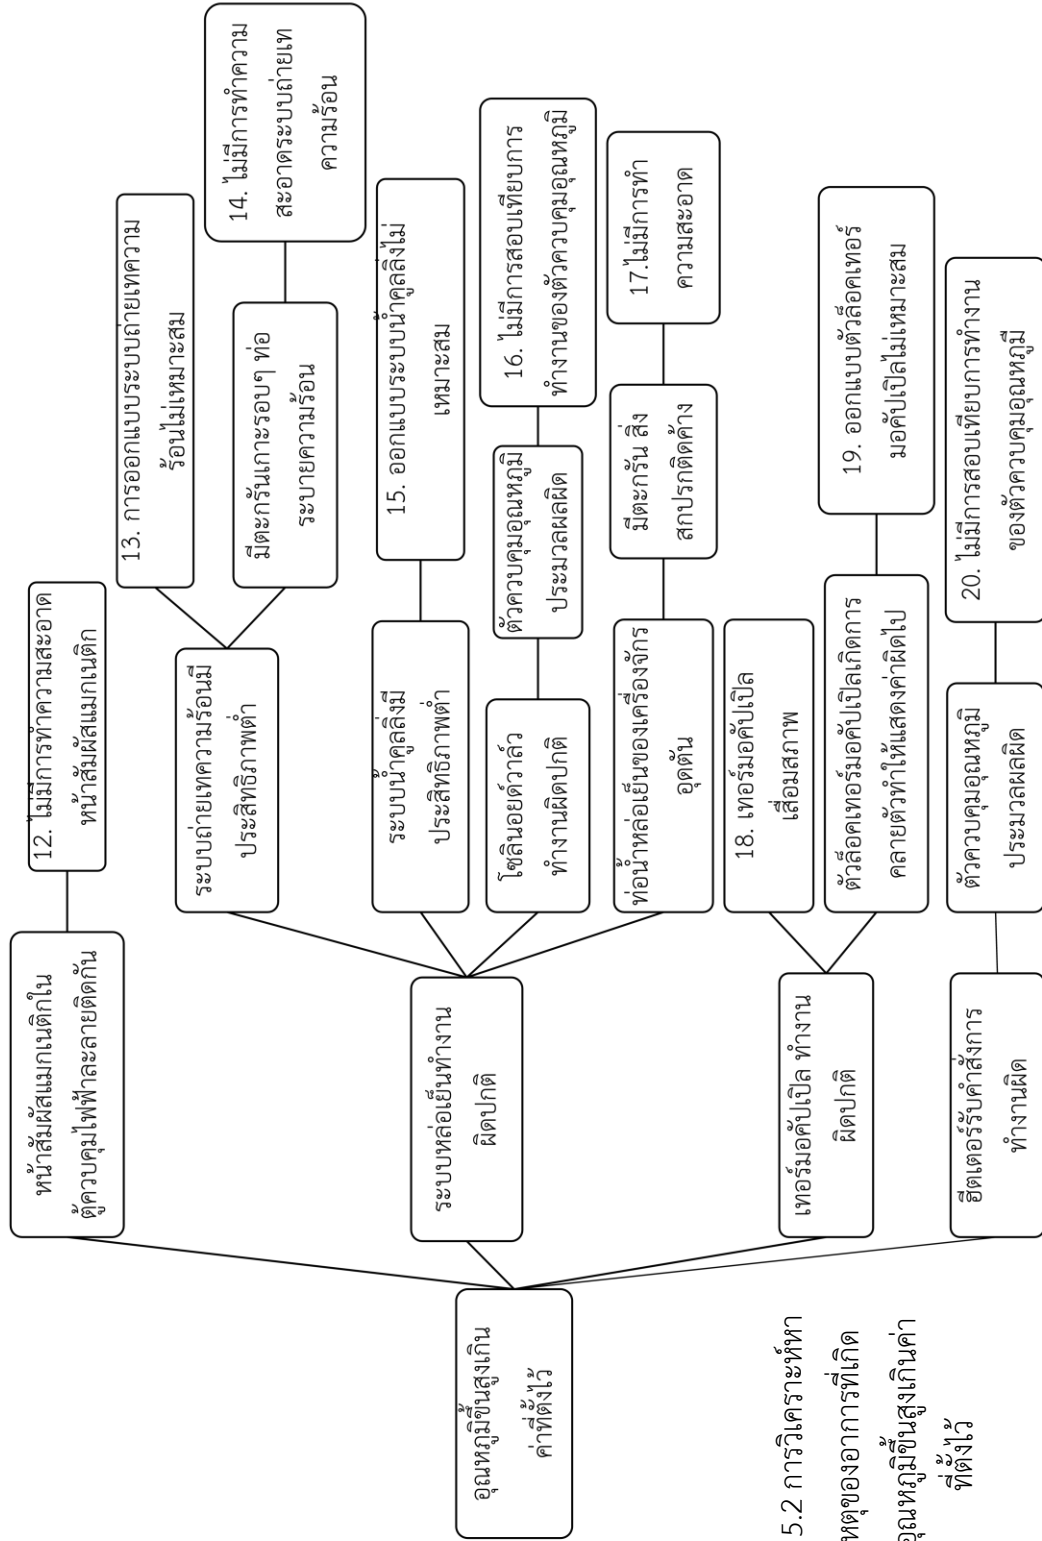 5.2 การวิเคราะห์หา
หตุของอาการที่เกิด
อุณหภูมิขึ้นสูงเกินค่า
ที่ตั้งไว้
อุณหภูมิขึ้นสูงเกิน
ค่าที่ตั้งไว้
หน้าสัมผัสแมกเนติกใน
ตู้ควบคุมไฟฟ้าละลายติดกัน
12. ไม่มีการทำความสะอาด
หน้าสัมผัสแมกเนติก
ระบบหล่อเย็นทำงาน
ผิดปกติ
ระบบถ่ายเทความร้อนมี
ประสิทธิภาพต่ำ
13. การออกแบบระบบถ่ายเทความ
ร้อนไม่เหมาะสม
มีตะกรันเกาะรอบๆ ท่อ
ระบายความร้อน
14. ไม่มีการทำความ
สะอาดระบบถ่ายเท
ความร้อน
ระบบน้ำคูลลิ่งมี
ประสิทธิภาพต่ำ
15. ออกแบบระบบน้ำคูลลิ่งไม่
เหมาะสม
โซลินอยด์วาล์ว
ทำงานผิดปกติ
ตัวควบคุมอุณหภูมิ
ประมวลผลผิด
16. ไม่มีการสอบเทียบการ
ทำงานของตัวควบคุมอุณหภูมิ
ท่อน้ำหล่อเย็นของเครื่องจักร
อุดตัน
มีตะกรัน สิ่ง
สกปรกติดค้าง
17.ไม่มีการทำ
ความสะอาด
เทอร์มอคัปเปิล ทำงาน
ผิดปกติ
18. เทอร์มอคัปเปิล
เสื่อมสภาพ
ตัวล็อคเทอร์มอคัปเปิลเกิดการ
คลายตัวทำให้แสดงค่าผิดไป
19. ออกแบบตัวล็อคเทอร์
มอคัปเปิลไม่เหมาะสม
ฮีตเตอร์รับคำสั่งการ
ทำงานผิด
ตัวควบคุมอุณหภูมิ
ประมวลผลผิด
20. ไม่มีการสอบเทียบการทำงาน
ของตัวควบคุมอุณหภูมิ